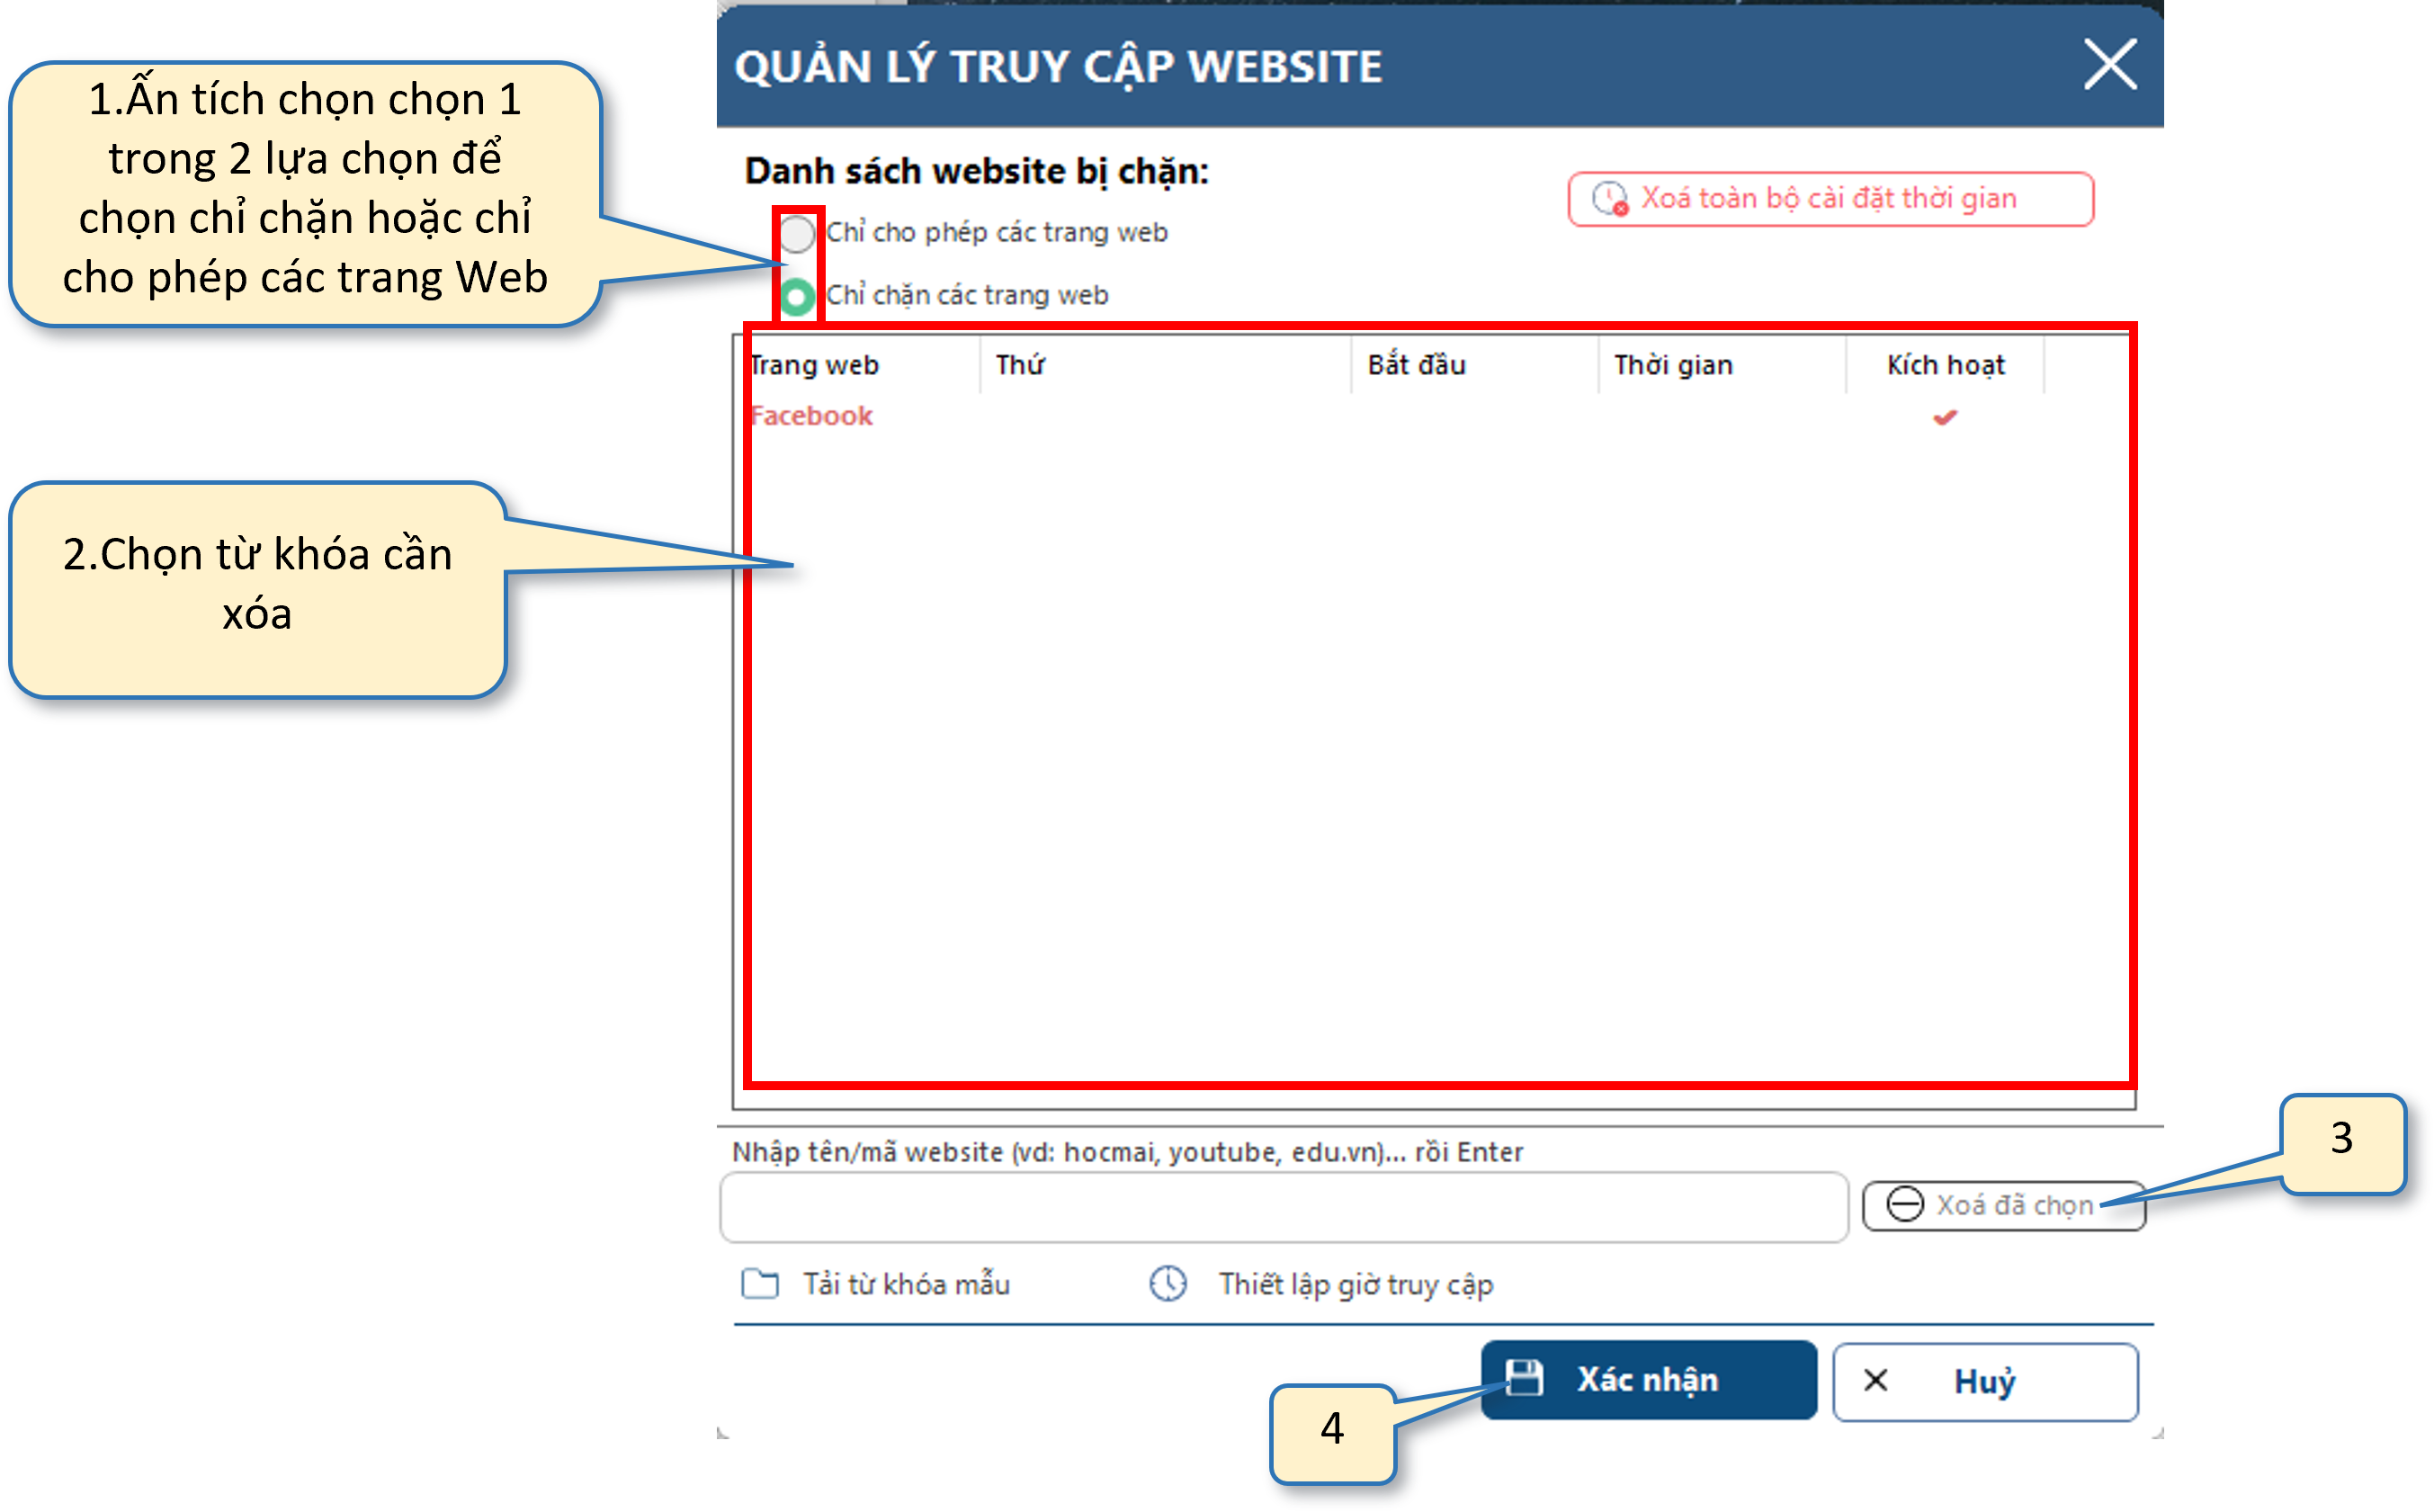 QUẢN LÝ TRUY CẬP WEBSITE
1.Ấn tích chọn chọn 1
trong 2 lựa chọn để
chọn chỉ chặn hoặc chỉ
cho phép các trang Web
Danh sách website bị chặn:
Xoá toàn bộ cài đặt thời gian
Chỉ cho phép các trang web
Chỉ chặn các trang web
Trang web Thứ Bắt đầu Thời gian Kích hoạt
Facebook
2.Chọn từ khóa cần
xóa
3
Nhập tên/mã website (vd: hocmai, youtube, edu.vn)... rồi Enter
Xoá đã chọn
Tải từ khóa mẫu Thiết lập giờ truy cập
Xác nhận Huỷ
4